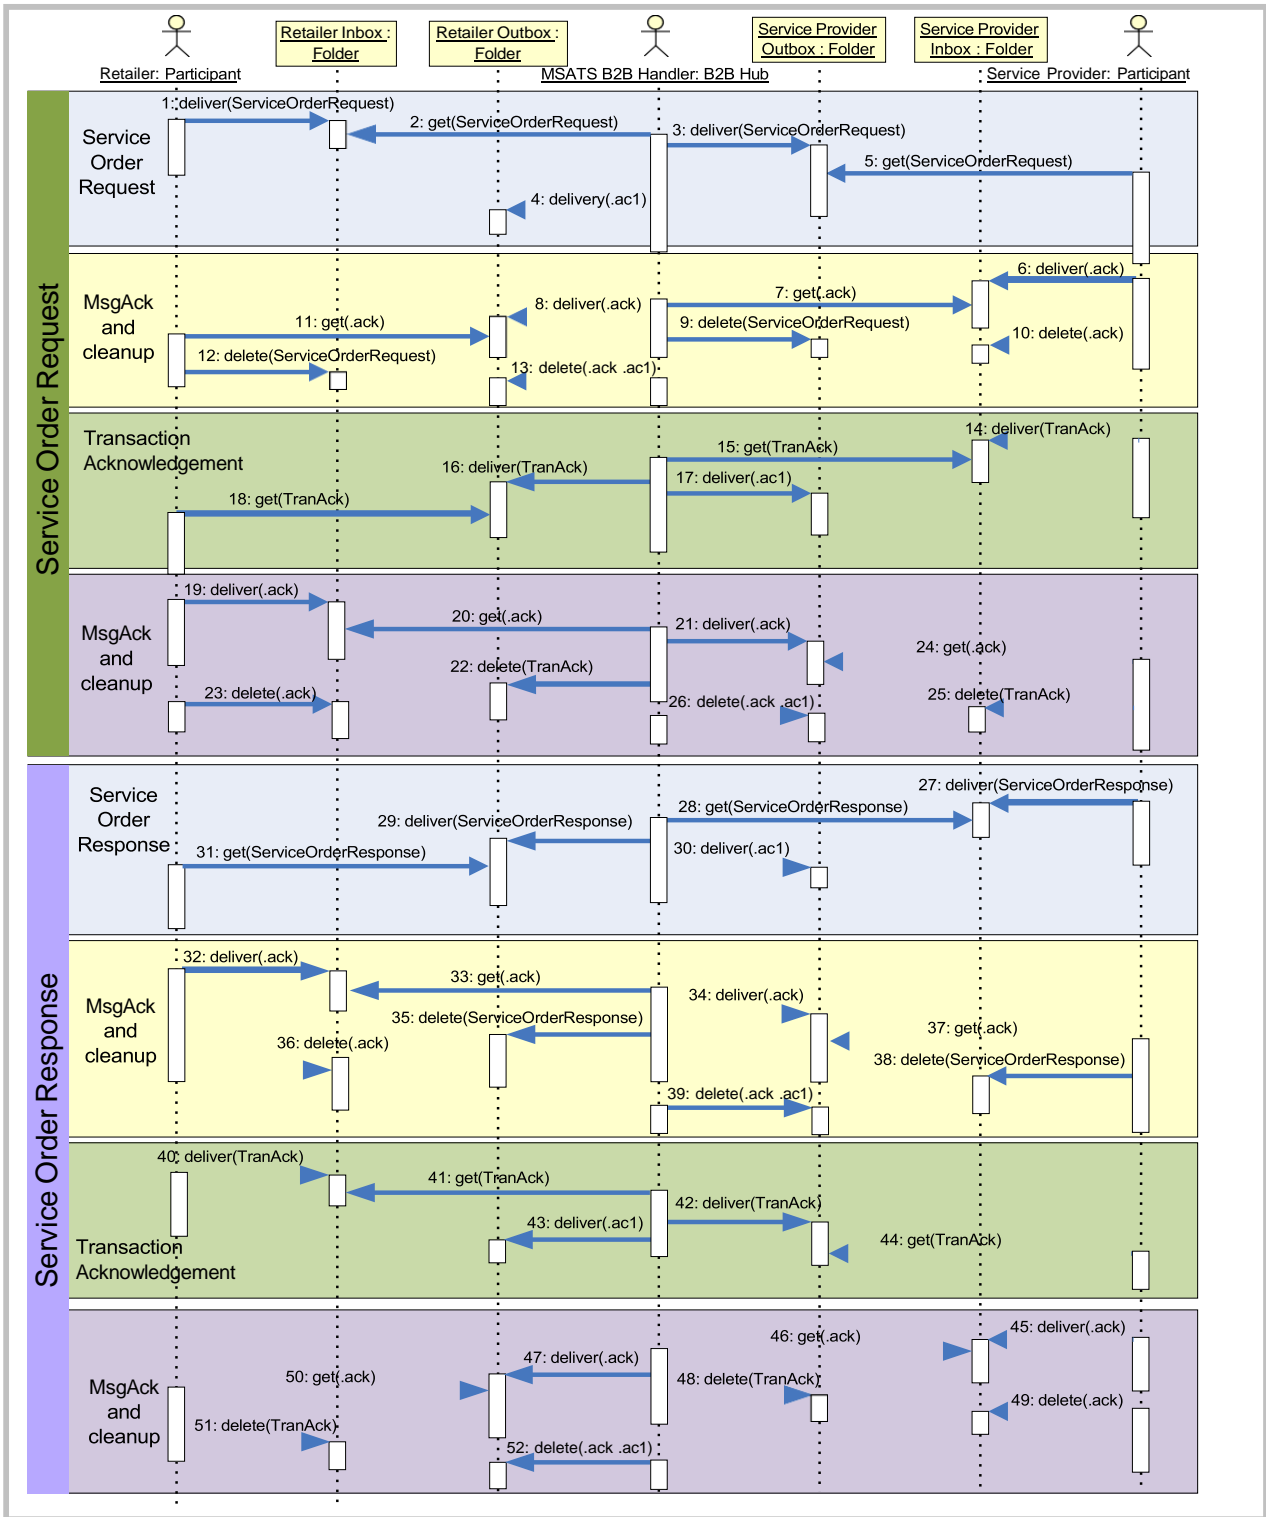 Retailer Inbox :
Folder
Retailer Outbox :
Folder
Service Provider
Outbox : Folder
Service Provider
Inbox : Folder
Retailer: Participant
MSATS B2B Handler: B2B Hub
Service Provider: Participant
Service Order Request
Service
Order
Request
1: deliver(ServiceOrderRequest)
2: get(ServiceOrderRequest)
3: deliver(ServiceOrderRequest)
5: get(ServiceOrderRequest)
4: delivery(.ac1)
MsgAck
and
cleanup
6: deliver(.ack)
7: get(.ack)
8: deliver(.ack)
9: delete(ServiceOrderRequest)
10: delete(.ack)
11: get(.ack)
12: delete(ServiceOrderRequest)
13: delete(.ack .ac1)
Transaction
Acknowledgement
14: deliver(TranAck)
15: get(TranAck)
16: deliver(TranAck)
17: deliver(.ac1)
18: get(TranAck)
MsgAck
and
cleanup
19: deliver(.ack)
20: get(.ack)
21: deliver(.ack)
24: get(.ack)
22: delete(TranAck)
23: delete(.ack)
26: delete(.ack .ac1)
25: delete(TranAck)
Service Order Response
Service
Order
Response
27: deliver(ServiceOrderResponse)
28: get(ServiceOrderResponse)
29: deliver(ServiceOrderResponse)
30: deliver(.ac1)
31: get(ServiceOrderResponse)
MsgAck
and
cleanup
32: deliver(.ack)
33: get(.ack)
34: deliver(.ack)
35: delete(ServiceOrderResponse)
36: delete(.ack)
37: get(.ack)
38: delete(ServiceOrderResponse)
39: delete(.ack .ac1)
Transaction
Acknowledgement
40: deliver(TranAck)
41: get(TranAck)
42: deliver(TranAck)
43: deliver(.ac1)
44: get(TranAck)
MsgAck
and
cleanup
45: deliver(.ack)
46: get(.ack)
47: deliver(.ack)
48: delete(TranAck)
50: get(.ack)
49: delete(.ack)
51: delete(TranAck)
52: delete(.ack .ac1)